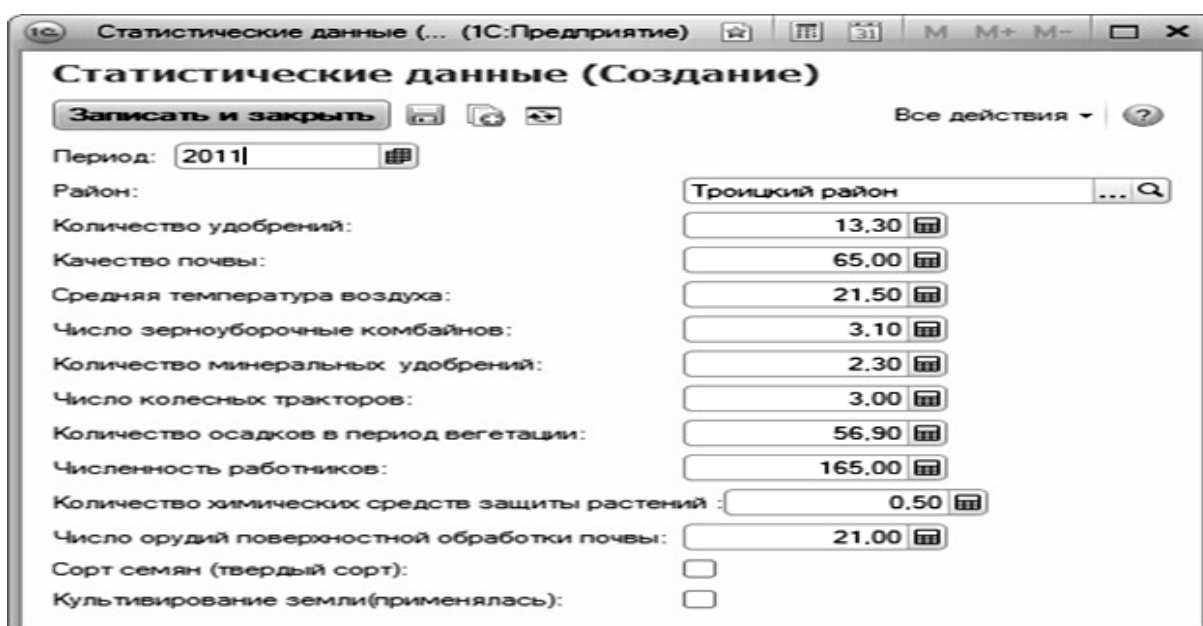 1С Статистические данные (... (1С:Предприятие) 31 M M+ M-
Статистические данные (Создание)
Записать и закрыть Все действия ?
Период: 2011
Район: Троицкий район ...
Количество удобрений: 13,30
Качество почвы: 65,00
Средняя температура воздуха: 21,50
Число зерноуборочные комбайнов: 3,10
Количество минеральных удобрений: 2,30
Число колесных тракторов: 3,00
Количество осадков в период вегетации: 56,90
Численность работников: 165,00
Количество химических средств защиты растений : 0,50
Число орудий поверхностной обработки почвы: 21,00
Сорт семян (твердый сорт):
Культивирование земли(применялась):